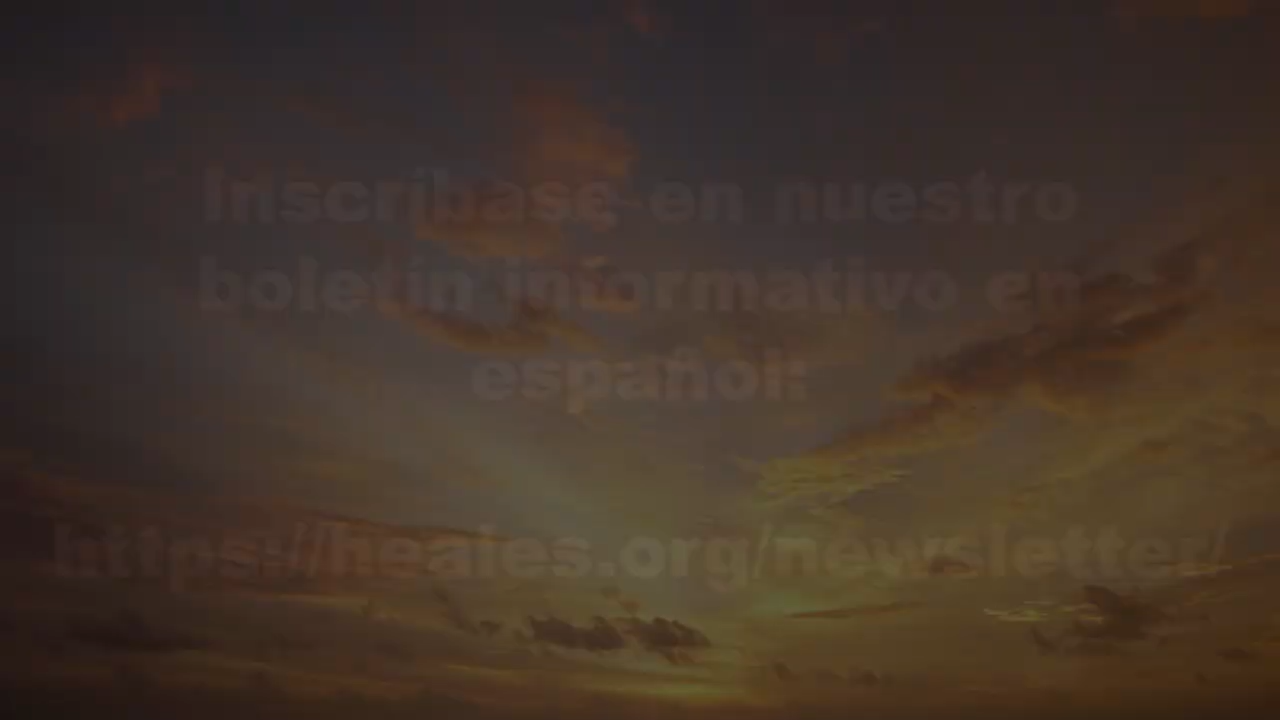 Inscríbase en nuestro
boletín informativo en
español:
https://heales.org/newsletter/